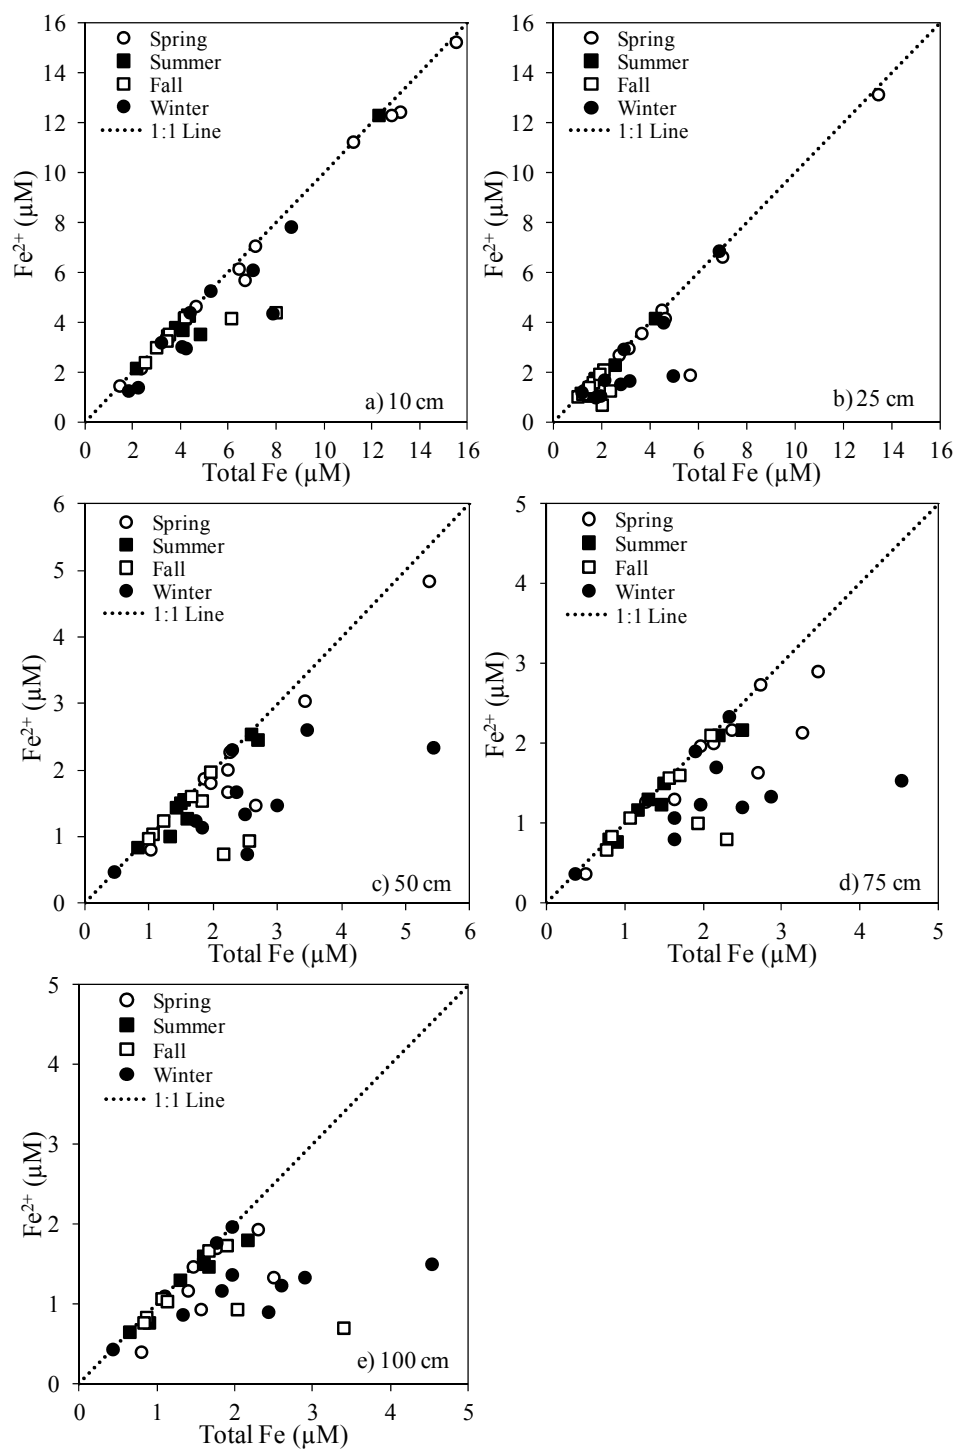 16
14
12
10
8
6
4
2
0
Fe²⁺ (µM)
Spring
Summer
Fall
Winter
1:1 Line
a) 10 cm
0 2 4 6 8 10 12 14 16
Total Fe (µM)
16
14
12
10
8
6
4
2
0
Fe²⁺ (µM)
Spring
Summer
Fall
Winter
1:1 Line
b) 25 cm
0 2 4 6 8 10 12 14 16
Total Fe (µM)
6
5
4
3
2
1
0
Fe²⁺ (µM)
Spring
Summer
Fall
Winter
1:1 Line
c) 50 cm
0 1 2 3 4 5 6
Total Fe (µM)
5
4
3
2
1
0
Fe²⁺ (µM)
Spring
Summer
Fall
Winter
1:1 Line
d) 75 cm
0 1 2 3 4 5
Total Fe (µM)
5
4
3
2
1
0
Fe²⁺ (µM)
Spring
Summer
Fall
Winter
1:1 Line
e) 100 cm
0 1 2 3 4 5
Total Fe (µM)